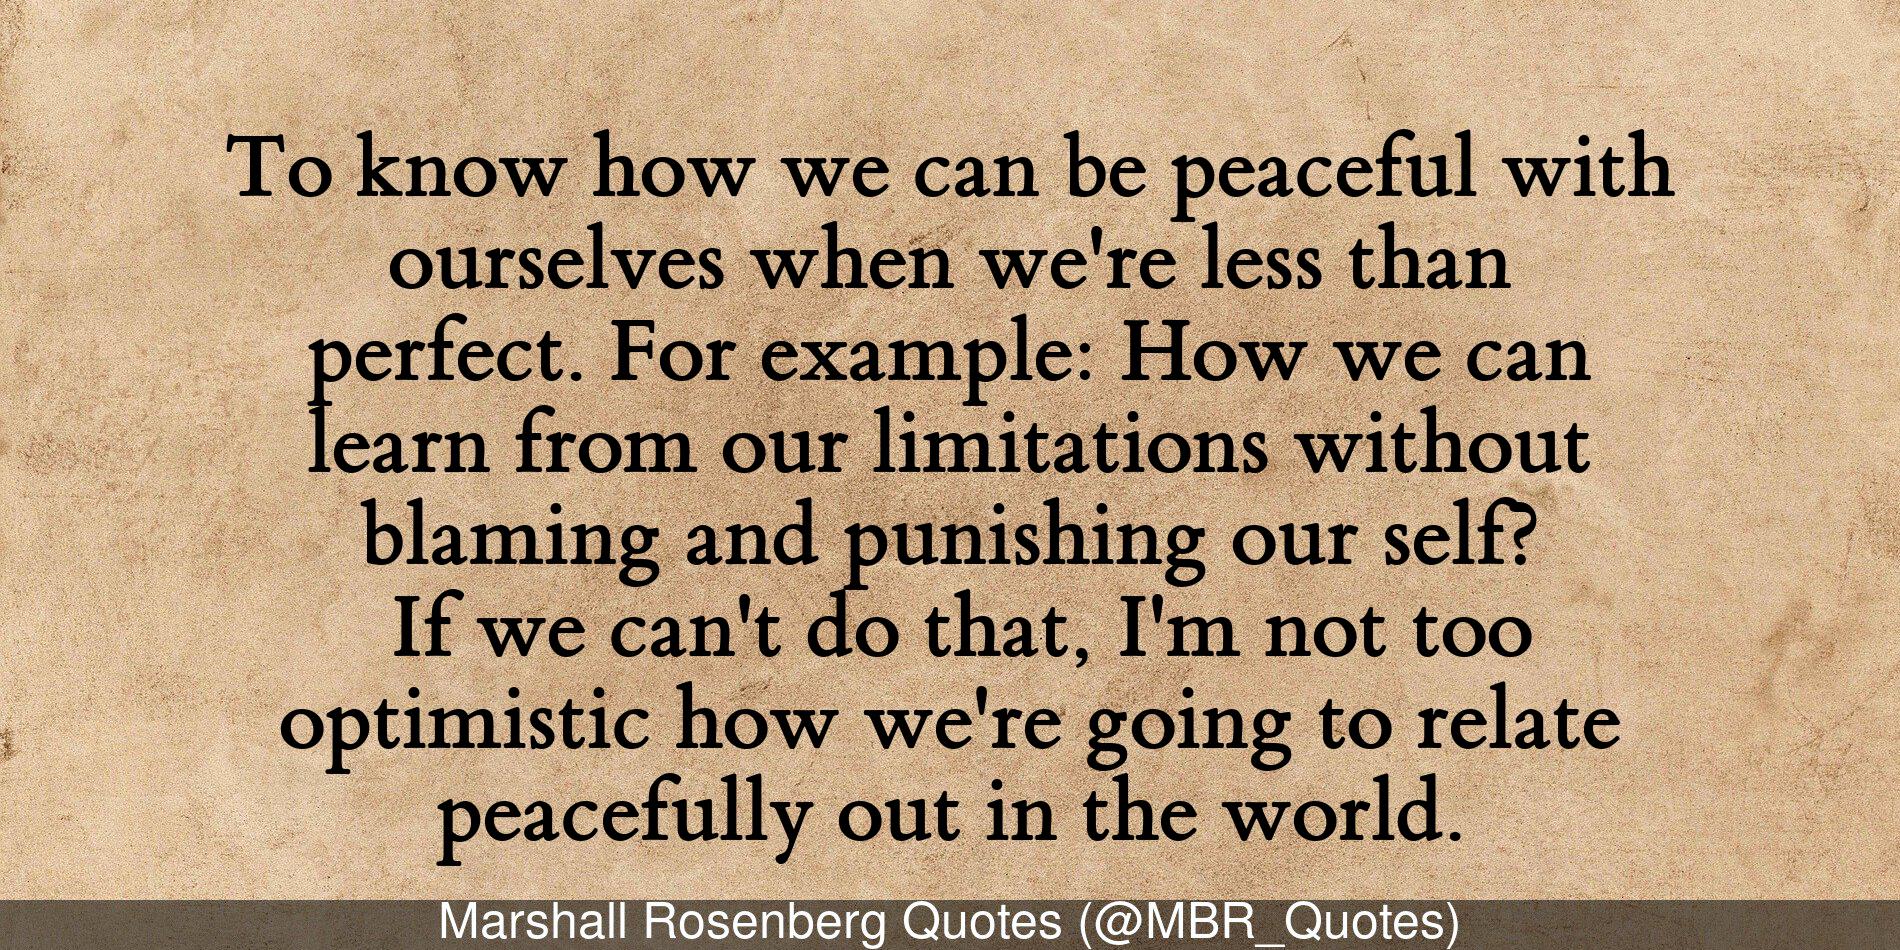 To know how we can be peaceful with
ourselves when we're less than
perfect. For example: How we can
learn from our limitations without
blaming and punishing our self?
If we can't do that, I'm not too
optimistic how we're going to relate
peacefully out in the world.
Marshall Rosenberg Quotes (@MBR_Quotes)